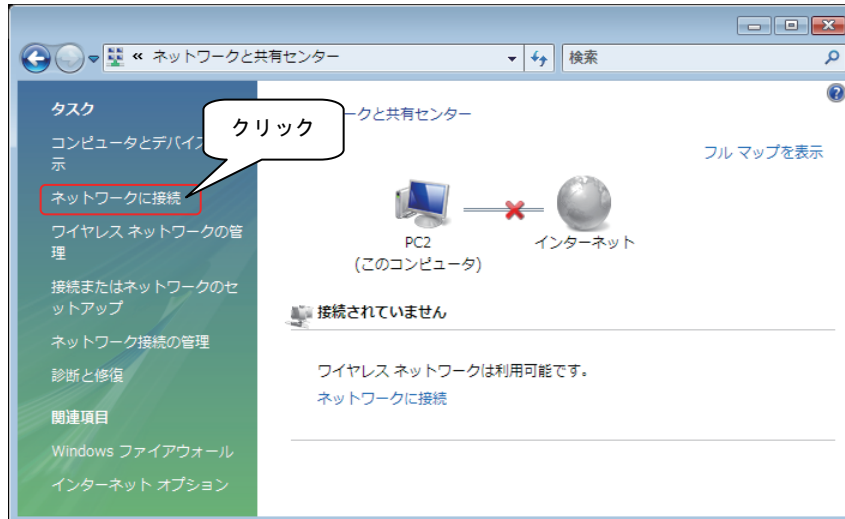 « ネットワークと共有センター
検索
タスク
コンピュータとデバイス
示
ネットワークに接続
ワイヤレス ネットワークの管
理
接続またはネットワークのセ
ットアップ
ネットワーク接続の管理
診断と修復
関連項目
Windows ファイアウォール
インターネット オプション
クリック
ークと共有センター
フル マップを表示
PC2
(このコンピュータ)
インターネット
接続されていません
ワイヤレス ネットワークは利用可能です。
ネットワークに接続